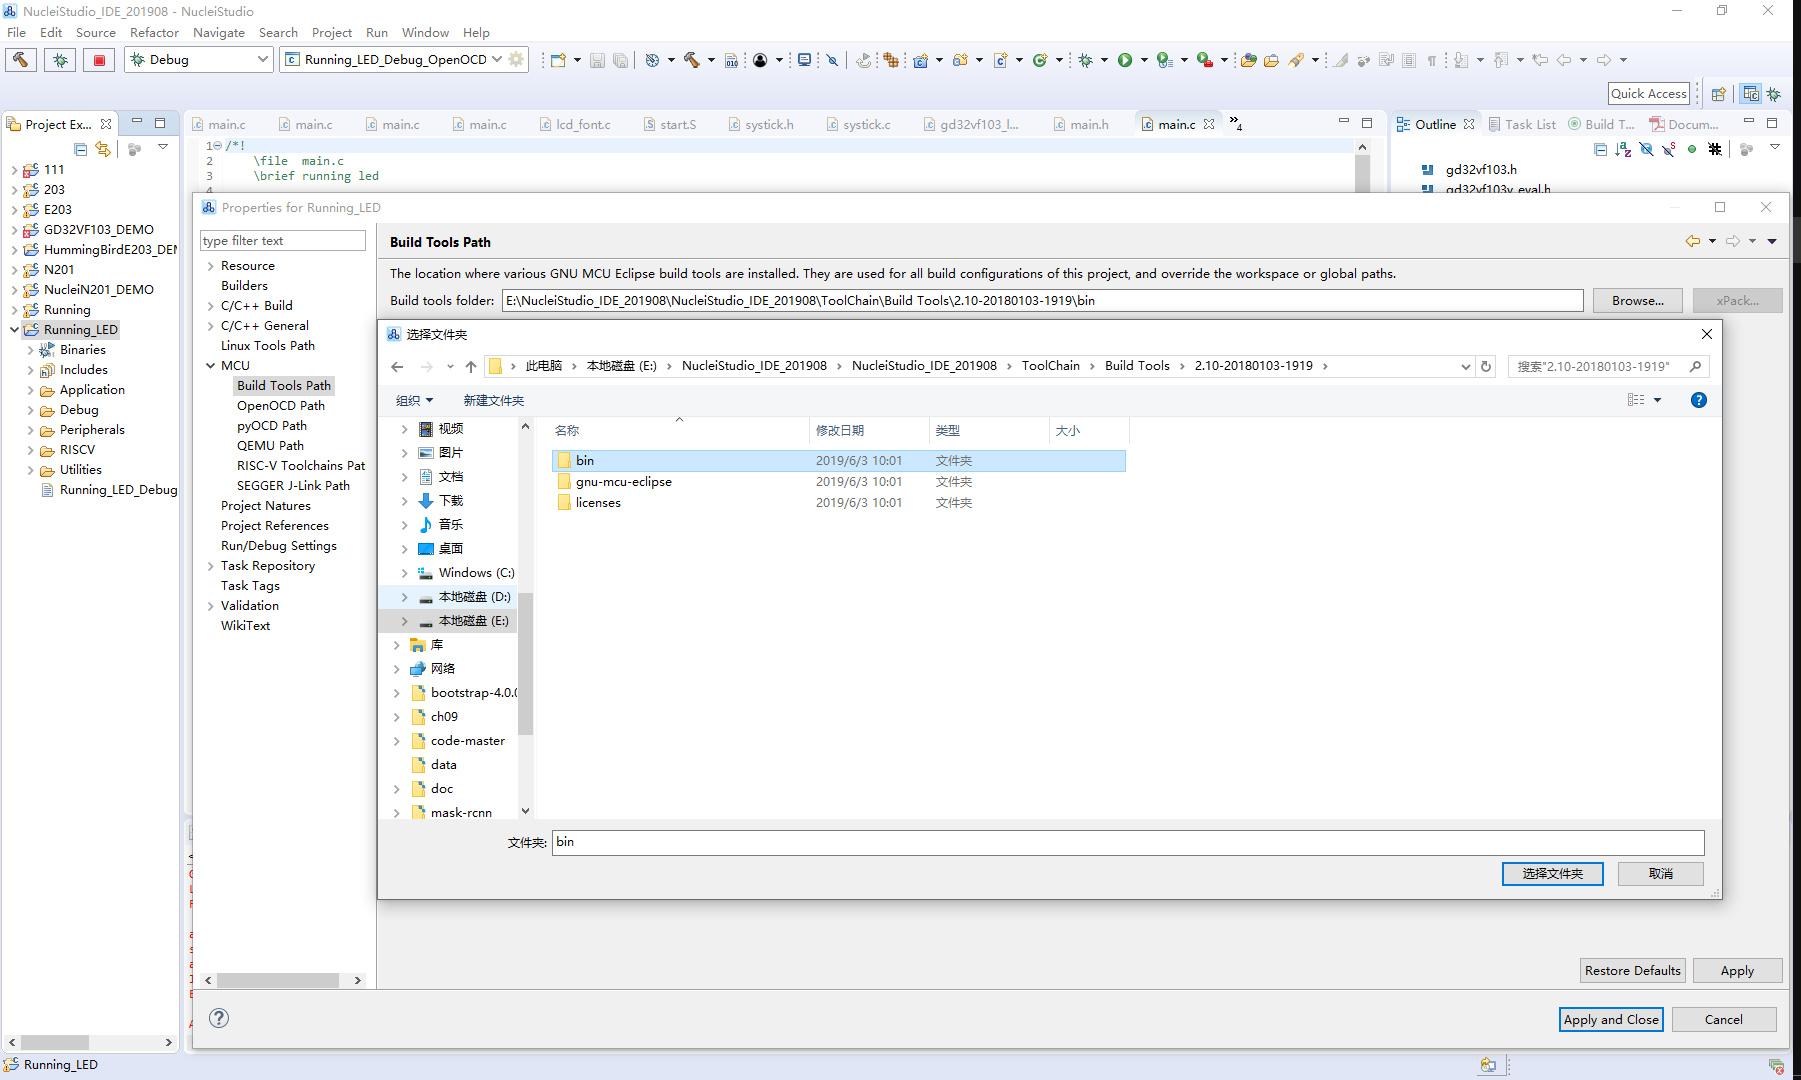 NucleiStudio_IDE_201908 - NucleiStudio
File Edit Source Refactor Navigate Search Project Run Window Help
Debug
Running_LED_Debug_OpenOCD
Quick Access
Project Ex...
main.c
main.c
main.c
main.c
lcd_font.c
start.S
systick.h
systick.c
gd32vf103_l...
main.h
main.c
4
Outline
Task List
Build T...
Docum...
1 /*!
2 \file main.c
3 \brief running led
4
gd32vf103.h
gd32vf103v_eval.h
111
203
E203
GD32VF103_DEMO
HummingBirdE203_DEM
N201
NucleiN201_DEMO
Running
Running_LED
Binaries
Includes
Application
Debug
Peripherals
RISCV
Utilities
Running_LED_Debug
Properties for Running_LED
type filter text
Resource
Builders
C/C++ Build
C/C++ General
Linux Tools Path
MCU
Build Tools Path
OpenOCD Path
pyOCD Path
QEMU Path
RISC-V Toolchains Pat
SEGGER J-Link Path
Project Natures
Project References
Run/Debug Settings
Task Repository
Task Tags
Validation
WikiText
Build Tools Path
The location where various GNU MCU Eclipse build tools are installed. They are used for all build configurations of this project, and override the workspace or global paths.
Build tools folder: E:\NucleiStudio_IDE_201908\NucleiStudio_IDE_201908\ToolChain\Build Tools\2.10-20180103-1919\bin
Browse...
xPack...
选择文件夹
此电脑 本地磁盘 (E:) NucleiStudio_IDE_201908 NucleiStudio_IDE_201908 ToolChain Build Tools 2.10-20180103-1919
搜索"2.10-20180103-1919"
组织
新建文件夹
视频
图片
文档
下载
音乐
桌面
Windows (C:)
本地磁盘 (D:)
本地磁盘 (E:)
库
网络
bootstrap-4.0.0
ch09
code-master
data
doc
mask-rcnn
名称 修改日期 类型 大小
bin 2019/6/3 10:01 文件夹
gnu-mcu-eclipse 2019/6/3 10:01 文件夹
licenses 2019/6/3 10:01 文件夹
文件夹: bin
选择文件夹
取消
Restore Defaults
Apply
Apply and Close
Cancel
Running_LED